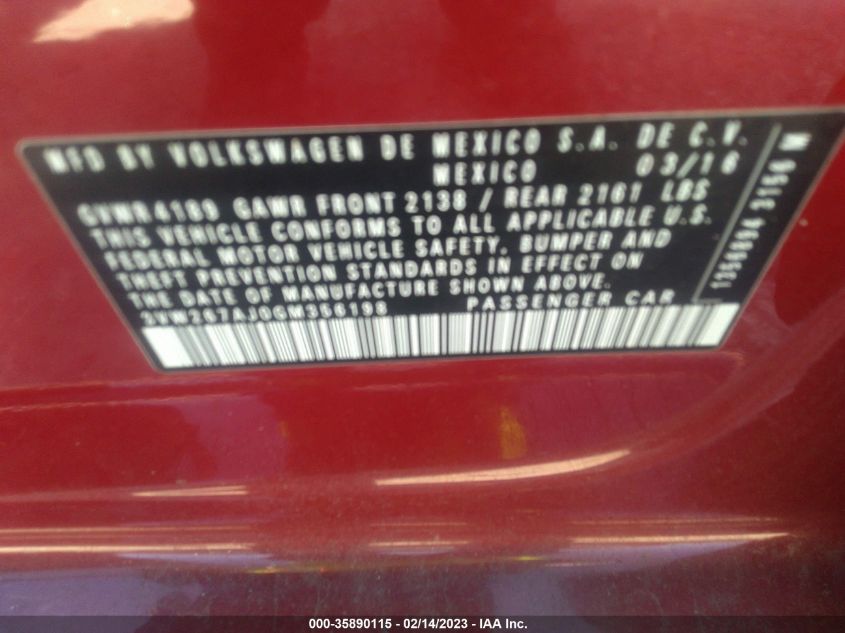 MFD BY VOLKSWAGEN DE MEXICO S.A. DE C.V.
MEXICO 03/16
GVWR 4189 GAWR FRONT 2138 / REAR 2161 LBS
THIS VEHICLE CONFORMS TO ALL APPLICABLE U.S.
FEDERAL MOTOR VEHICLE SAFETY, BUMPER AND
THEFT PREVENTION STANDARDS IN EFFECT ON
THE DATE OF MANUFACTURE SHOWN ABOVE.
PASSENGER CAR
000-35890115 - 02/14/2023 - IAA Inc.